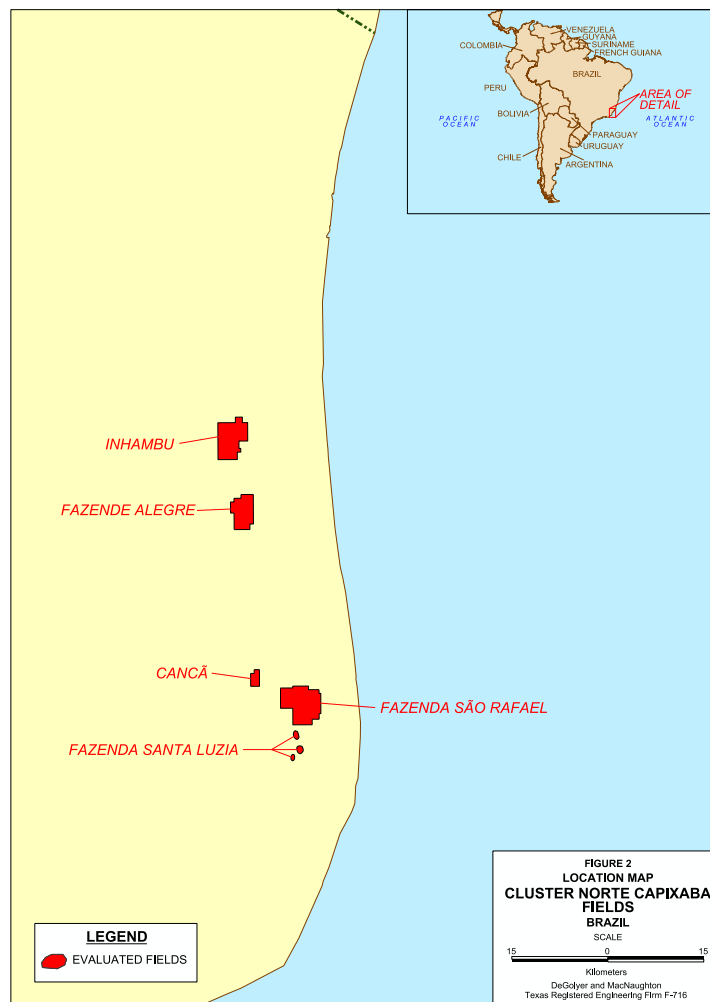 VENEZUELA
GUYANA
SURINAME
FRENCH GUIANA
COLOMBIA
BRAZIL
PERU
AREA OF
DETAIL
BOLIVIA
PACIFIC
OCEAN
ATLANTIC
OCEAN
PARAGUAY
URUGUAY
CHILE
ARGENTINA
INHAMBU
FAZENDE ALEGRE
CANCÃ
FAZENDA SÃO RAFAEL
FAZENDA SANTA LUZIA
LEGEND
EVALUATED FIELDS
FIGURE 2
LOCATION MAP
CLUSTER NORTE CAPIXABA
FIELDS
BRAZIL
SCALE
15 0 15
Kilometers
DeGolyer and MacNaughton
Texas Registered Engineering Firm F-716